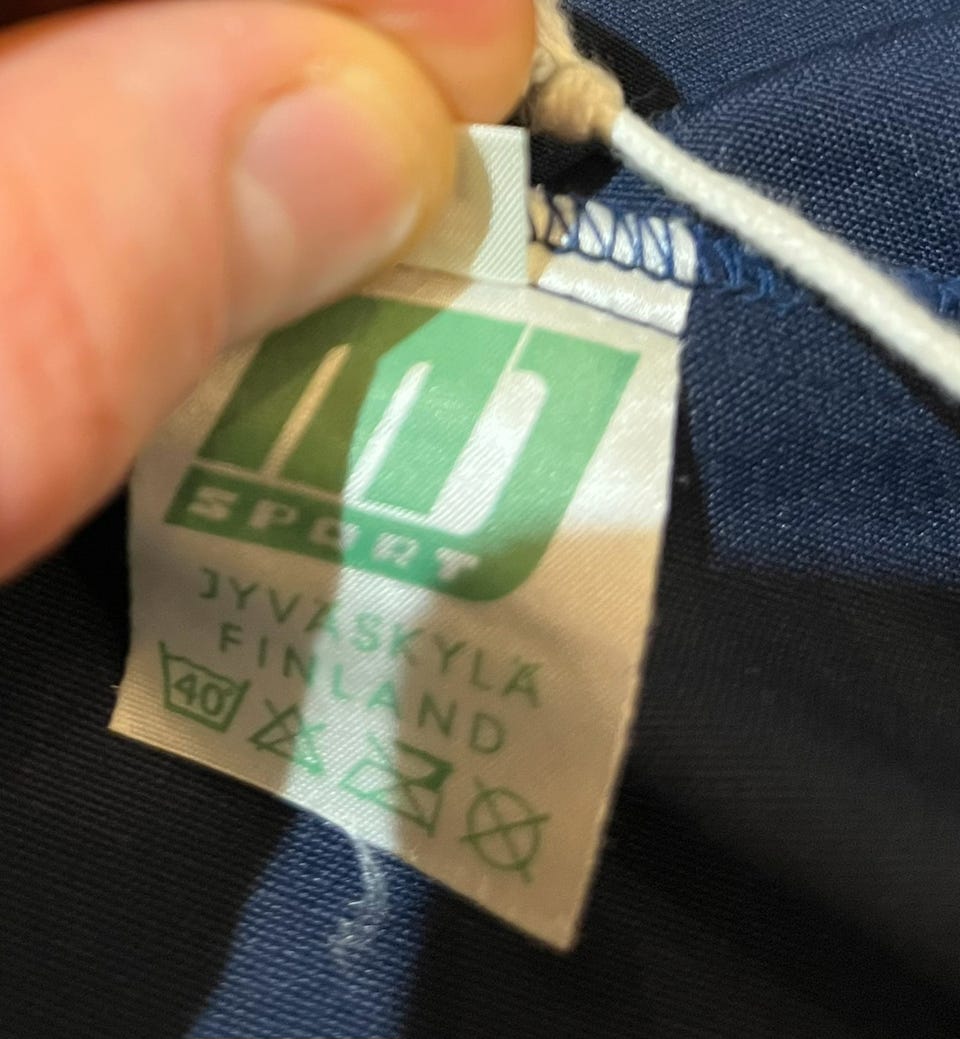 SPORT
JYVÄSKYLÄ
FINLAND
40°